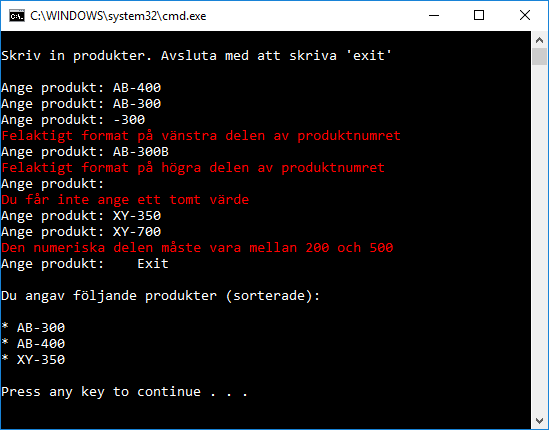 C:\WINDOWS\system32\cmd.exe
Skriv in produkter. Avsluta med att skriva 'exit'
Ange produkt: AB-400
Ange produkt: AB-300
Ange produkt: -300
Felaktigt format på vänstra delen av produktnumret
Ange produkt: AB-300B
Felaktigt format på högra delen av produktnumret
Ange produkt:
Du får inte ange ett tomt värde
Ange produkt: XY-350
Ange produkt: XY-700
Den numeriska delen måste vara mellan 200 och 500
Ange produkt:    Exit
Du angav följande produkter (sorterade):
* AB-300
* AB-400
* XY-350
Press any key to continue . . .